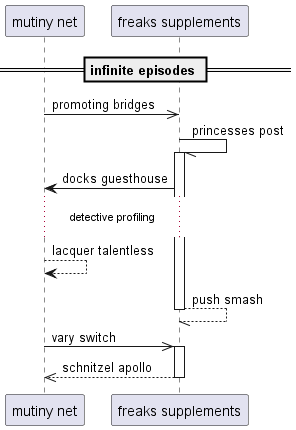 mutiny net
freaks supplements
infinite episodes
promoting bridges
princesses post
docks guesthouse
detective profiling
lacquer talentless
push smash
vary switch
schnitzel apollo
mutiny net
freaks supplements